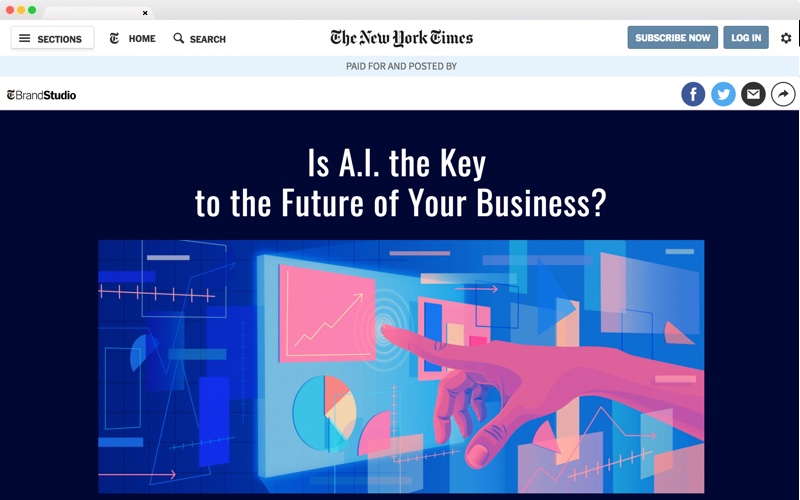 SECTIONS
HOME
SEARCH
The New York Times
SUBSCRIBE NOW
LOG IN
PAID FOR AND POSTED BY
T BrandStudio
Is A.I. the Key
to the Future of Your Business?